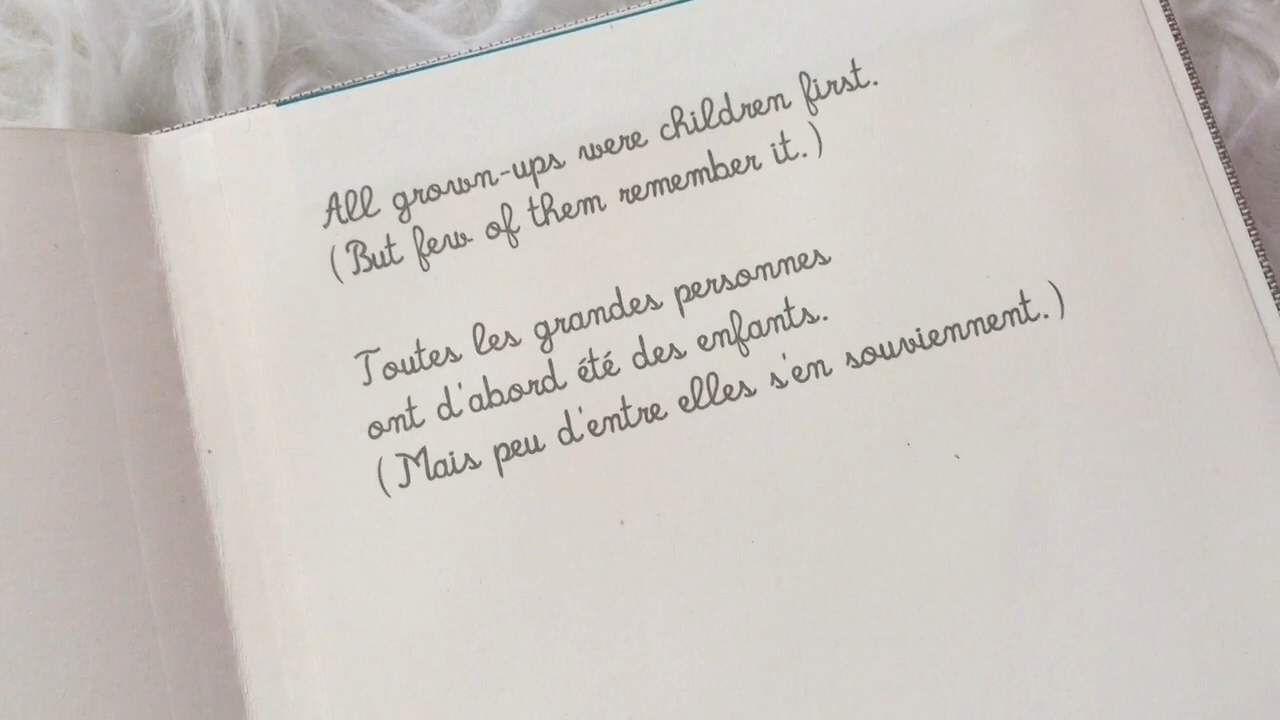 All grown-ups were children first.
(But few of them remember it.)
Toutes les grandes personnes
ont d'abord été des enfants.
(Mais peu d'entre elles s'en souviennent.)